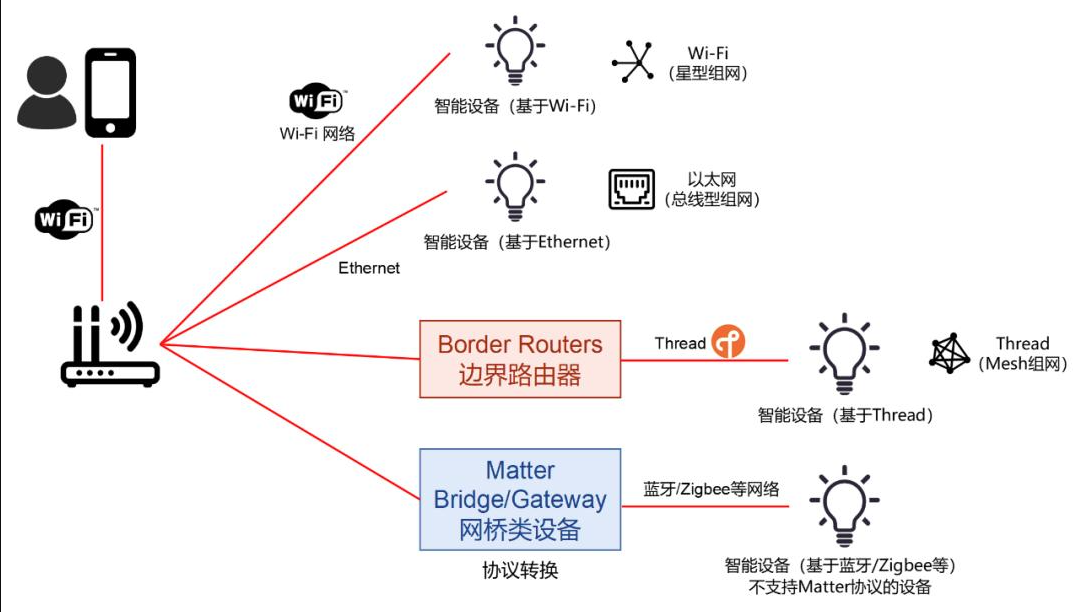 WiFi
Wi-Fi 网络
智能设备（基于Wi-Fi）
Wi-Fi
（星型组网）
WiFi
Ethernet
智能设备（基于Ethernet）
以太网
（总线型组网）
Border Routers
边界路由器
Thread
智能设备（基于Thread）
Thread
（Mesh组网）
Matter
Bridge/Gateway
网桥类设备
协议转换
蓝牙/Zigbee等网络
智能设备（基于蓝牙/Zigbee等）
不支持Matter协议的设备